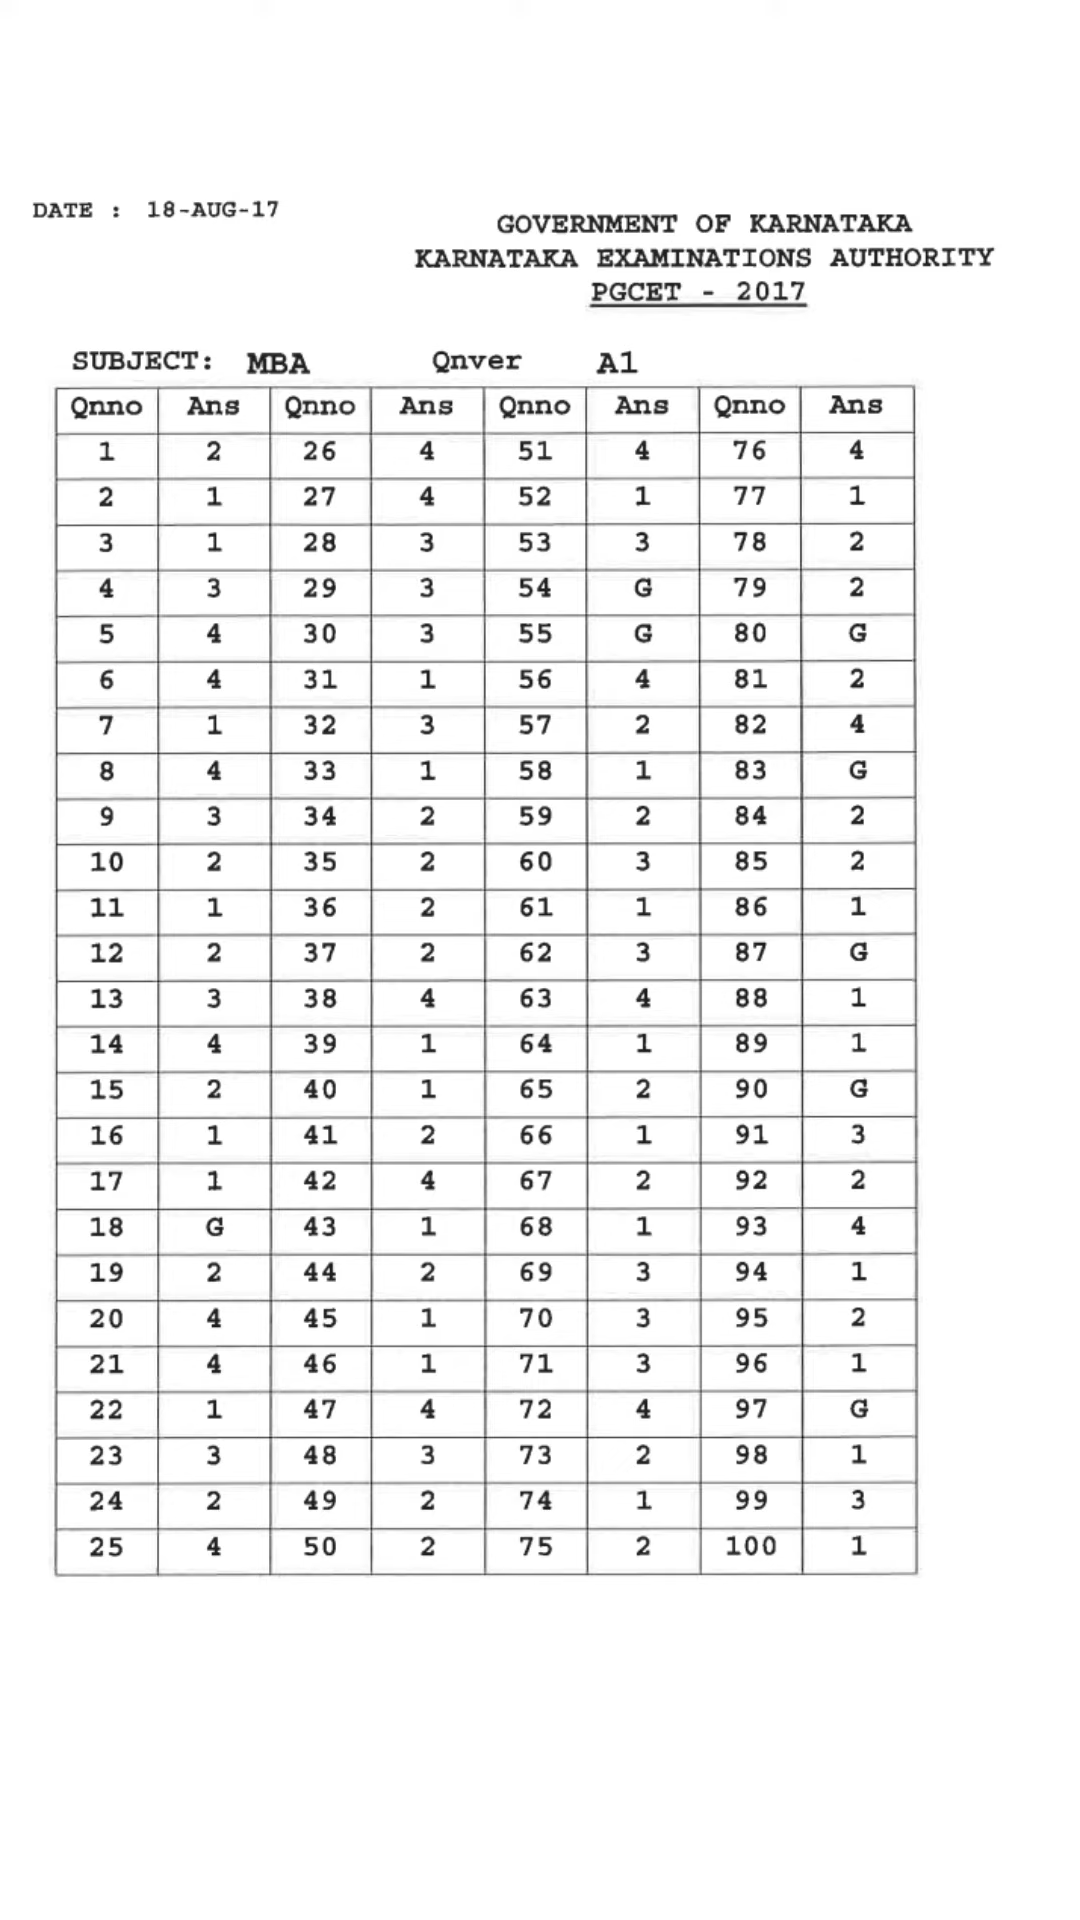 DATE : 18-AUG-17
GOVERNMENT OF KARNATAKA
KARNATAKA EXAMINATIONS AUTHORITY
PGCET - 2017
SUBJECT: MBA Qnver A1
Qnno Ans Qnno Ans Qnno Ans Qnno Ans
1 2 26 4 51 4 76 4
2 1 27 4 52 1 77 1
3 1 28 3 53 3 78 2
4 3 29 3 54 G 79 2
5 4 30 3 55 G 80 G
6 4 31 1 56 4 81 2
7 1 32 3 57 2 82 4
8 4 33 1 58 1 83 G
9 3 34 2 59 2 84 2
10 2 35 2 60 3 85 2
11 1 36 2 61 1 86 1
12 2 37 2 62 3 87 G
13 3 38 4 63 4 88 1
14 4 39 1 64 1 89 1
15 2 40 1 65 2 90 G
16 1 41 2 66 1 91 3
17 1 42 4 67 2 92 2
18 G 43 1 68 1 93 4
19 2 44 2 69 3 94 1
20 4 45 1 70 3 95 2
21 4 46 1 71 3 96 1
22 1 47 4 72 4 97 G
23 3 48 3 73 2 98 1
24 2 49 2 74 1 99 3
25 4 50 2 75 2 100 1